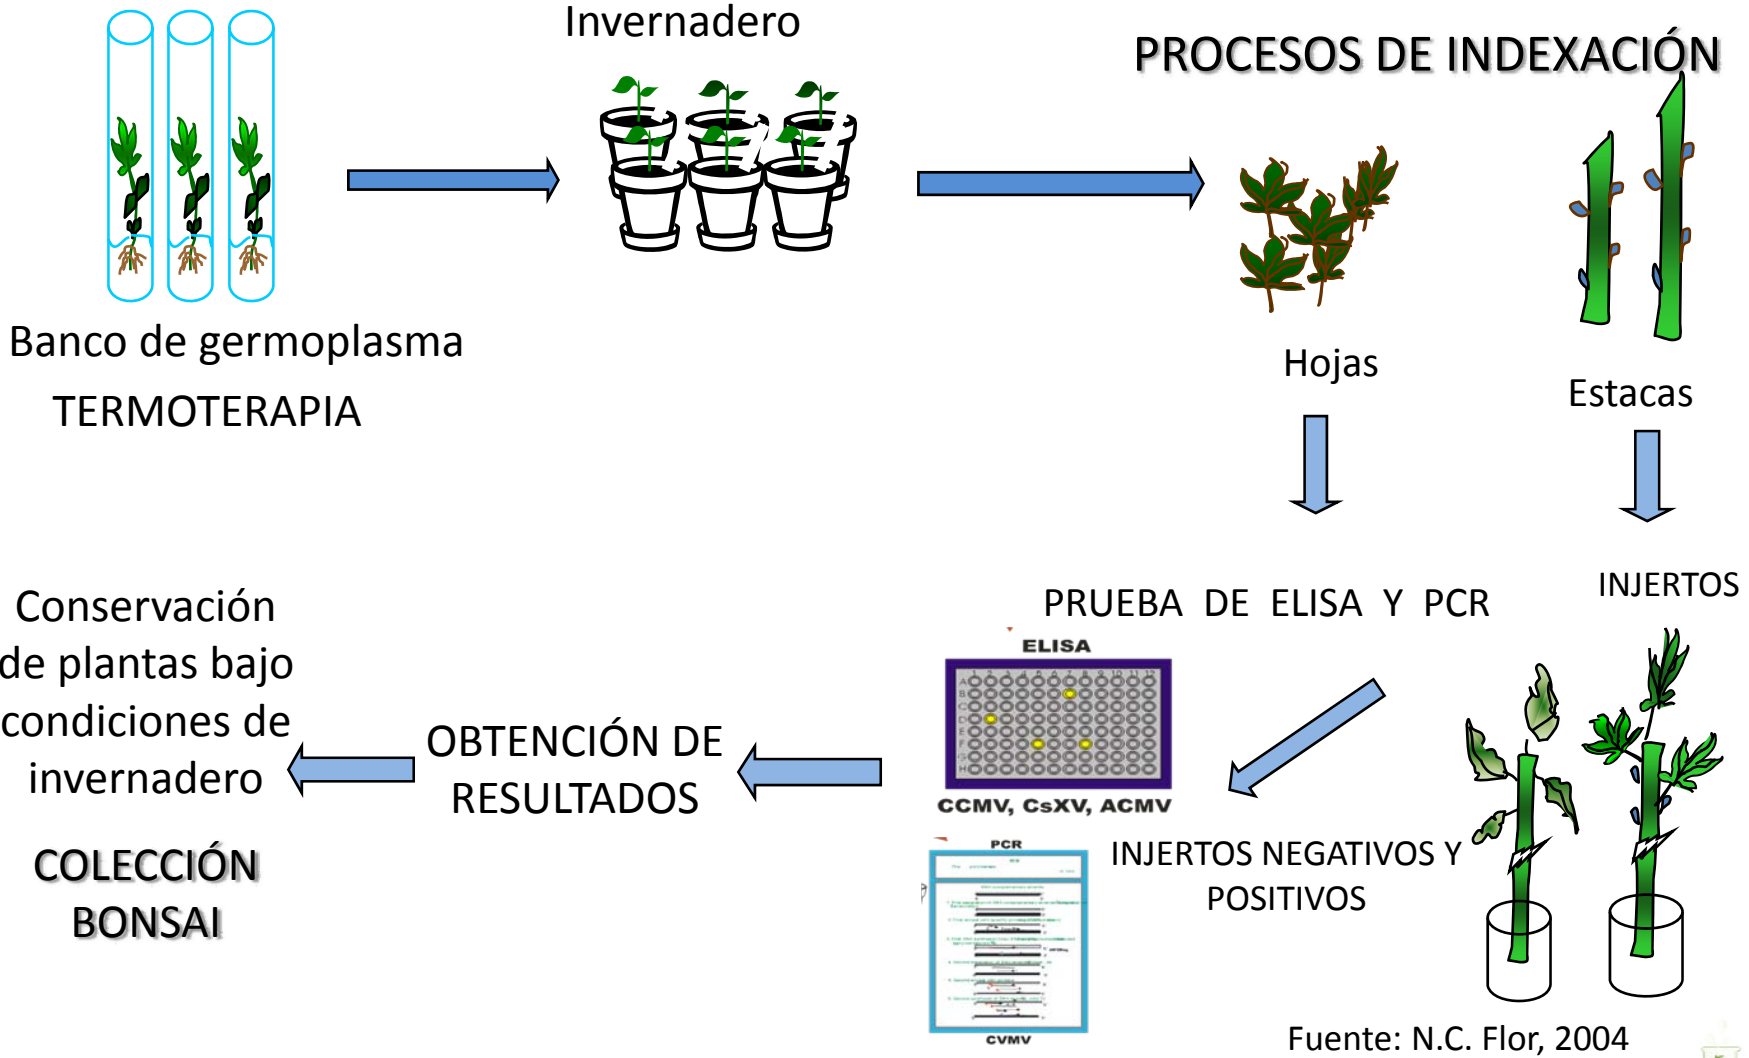 Invernadero
PROCESOS DE INDEXACIÓN
Banco de germoplasma
TERMOTERAPIA
Hojas
Estacas
PRUEBA DE ELISA Y PCR
INJERTOS
ELISA
CCMV, CsXV, ACMV
PCR
CVMV
INJERTOS NEGATIVOS Y
POSITIVOS
OBTENCIÓN DE
RESULTADOS
Conservación
de plantas bajo
condiciones de
invernadero
COLECCIÓN
BONSAI
Fuente: N.C. Flor, 2004